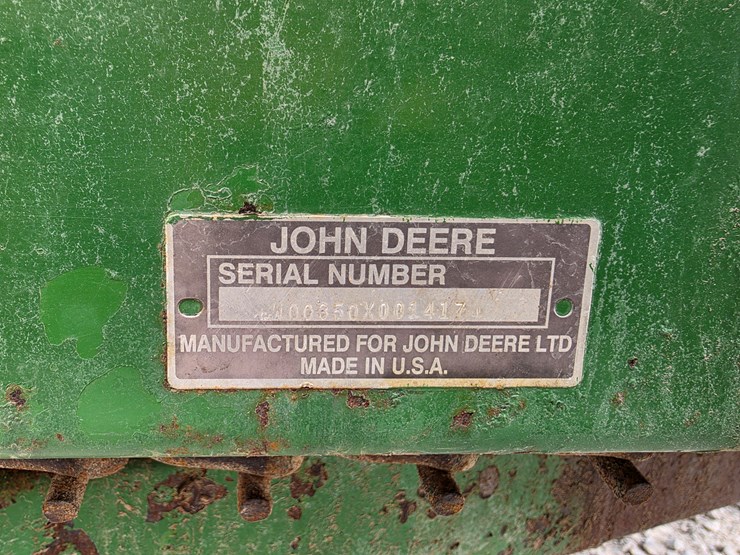 JOHN DEERE
SERIAL NUMBER
MANUFACTURED FOR JOHN DEERE LTD
MADE IN U.S.A.